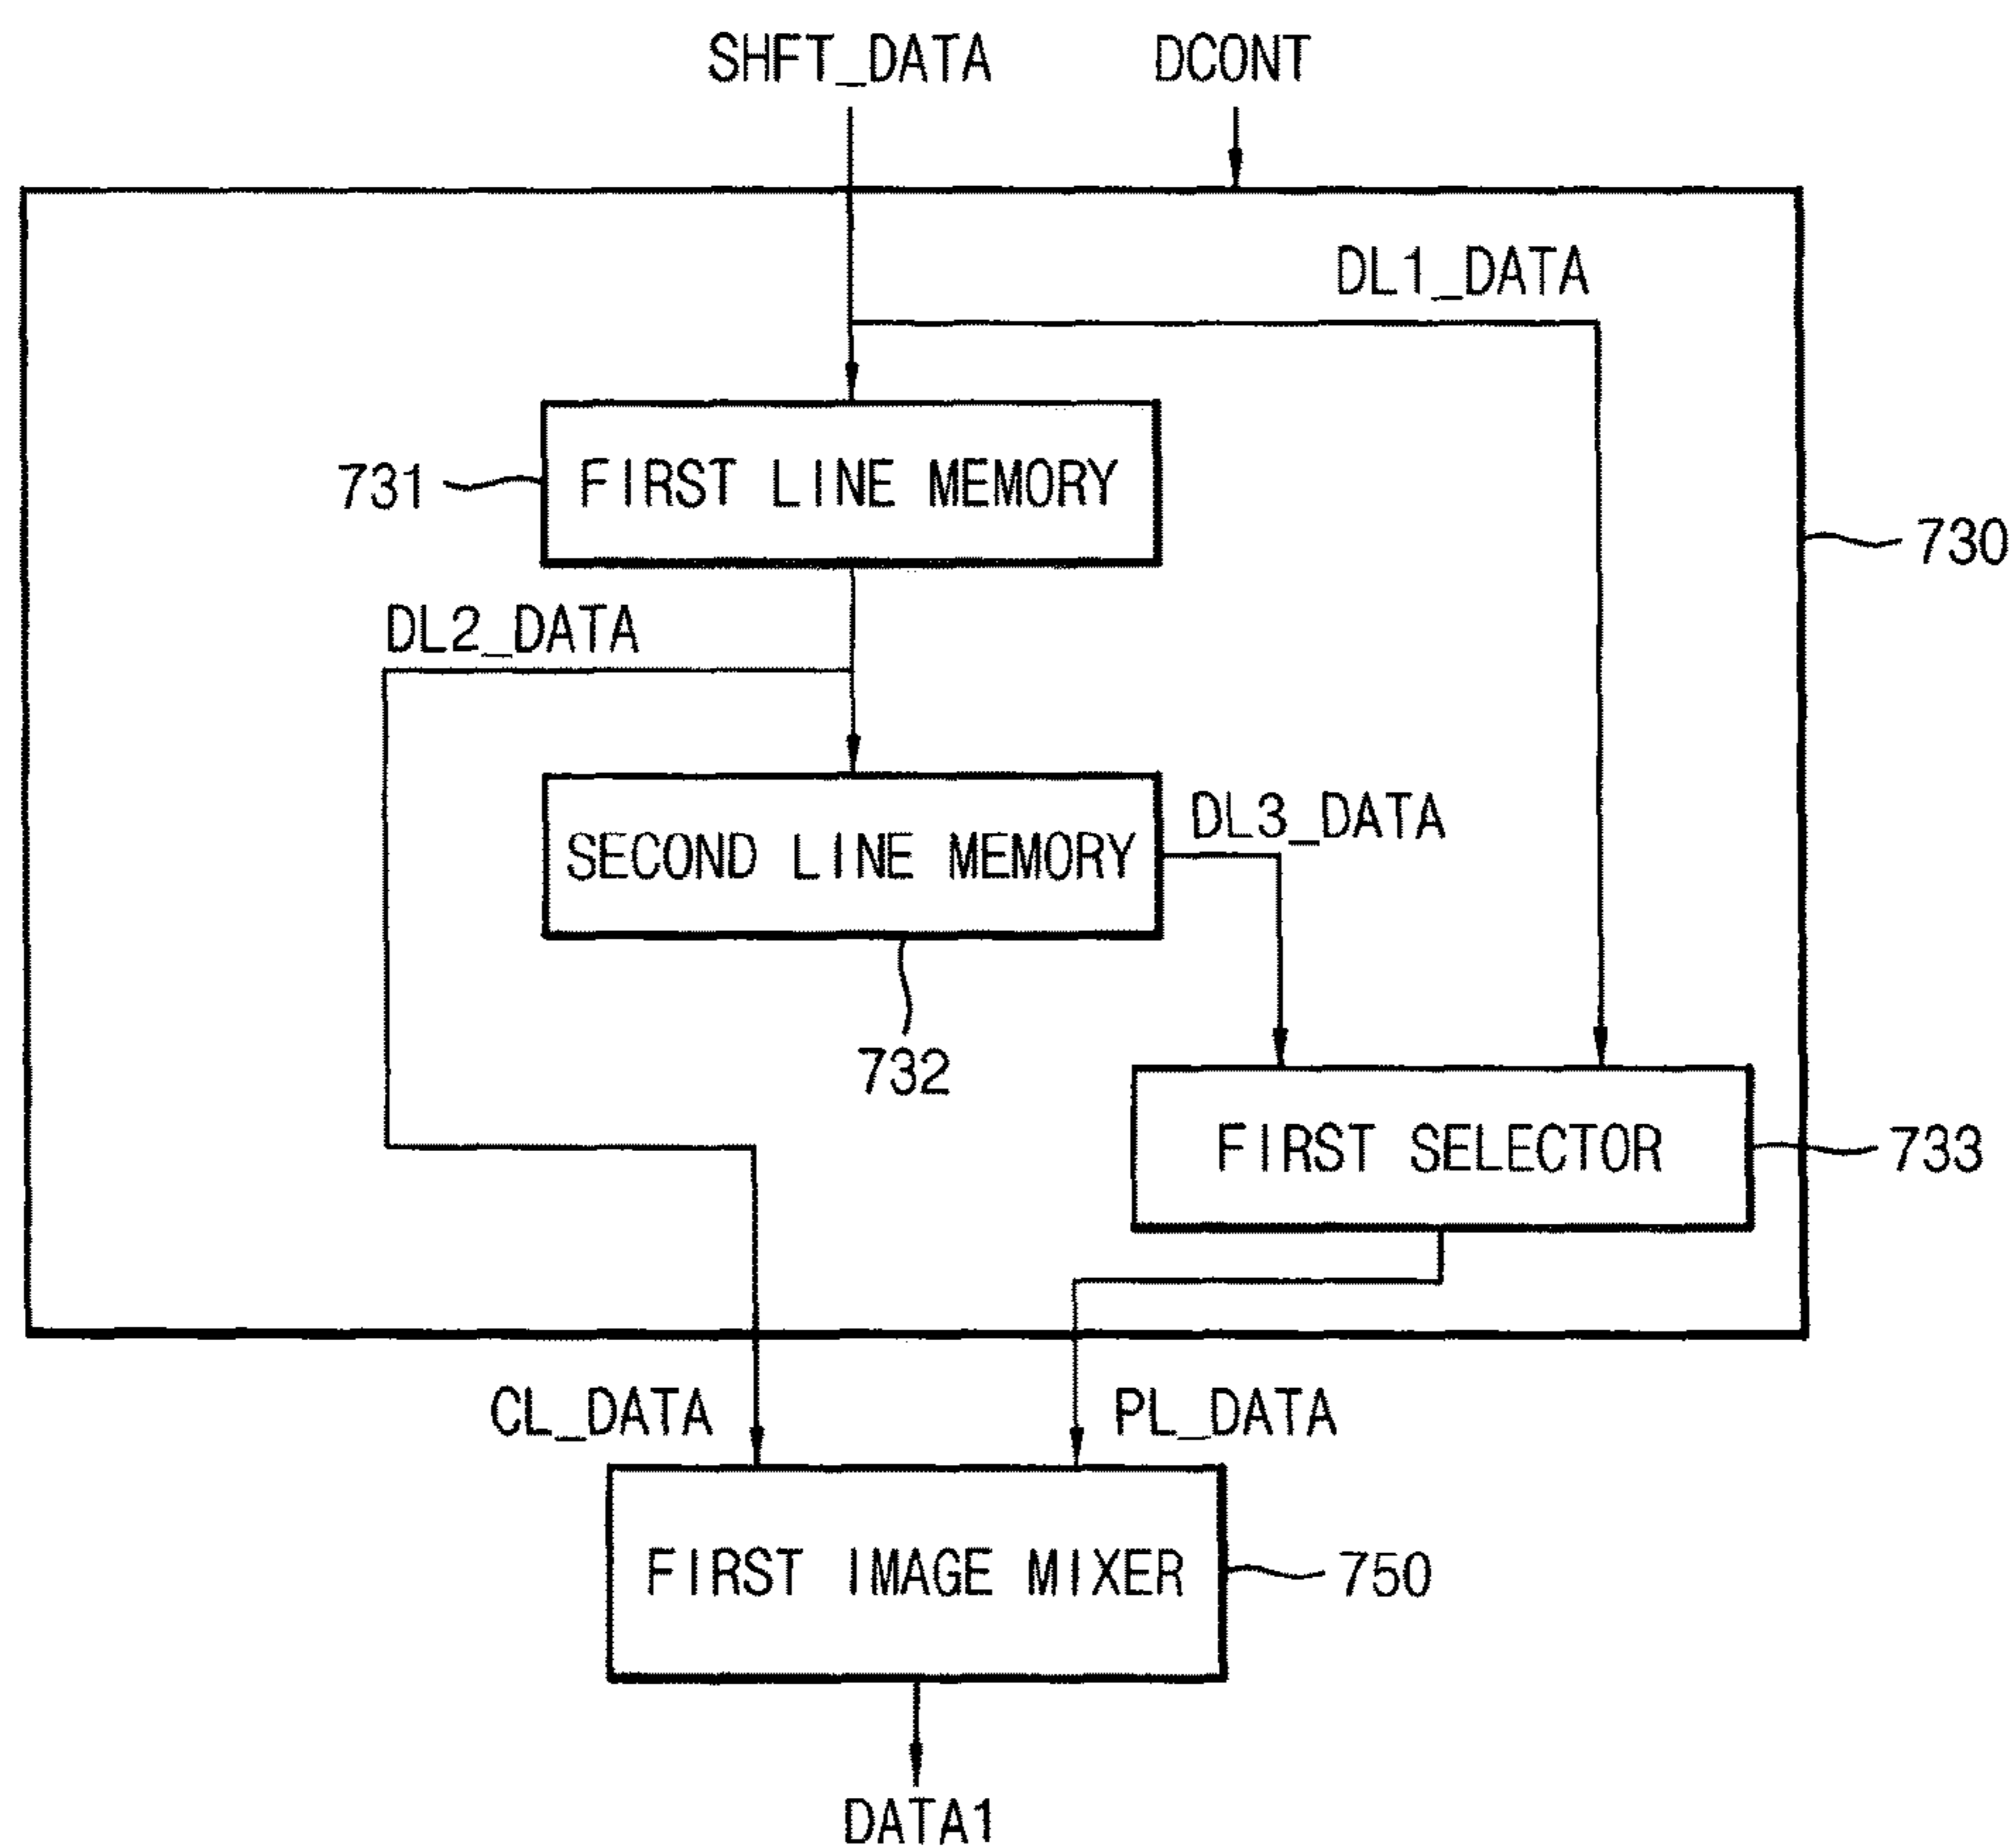 SHFT_DATA DCONT
DL1_DATA
731 FIRST LINE MEMORY
730
DL2_DATA
DL3_DATA
SECOND LINE MEMORY
732
FIRST SELECTOR 733
CL_DATA PL_DATA
FIRST IMAGE MIXER 750
DATA1